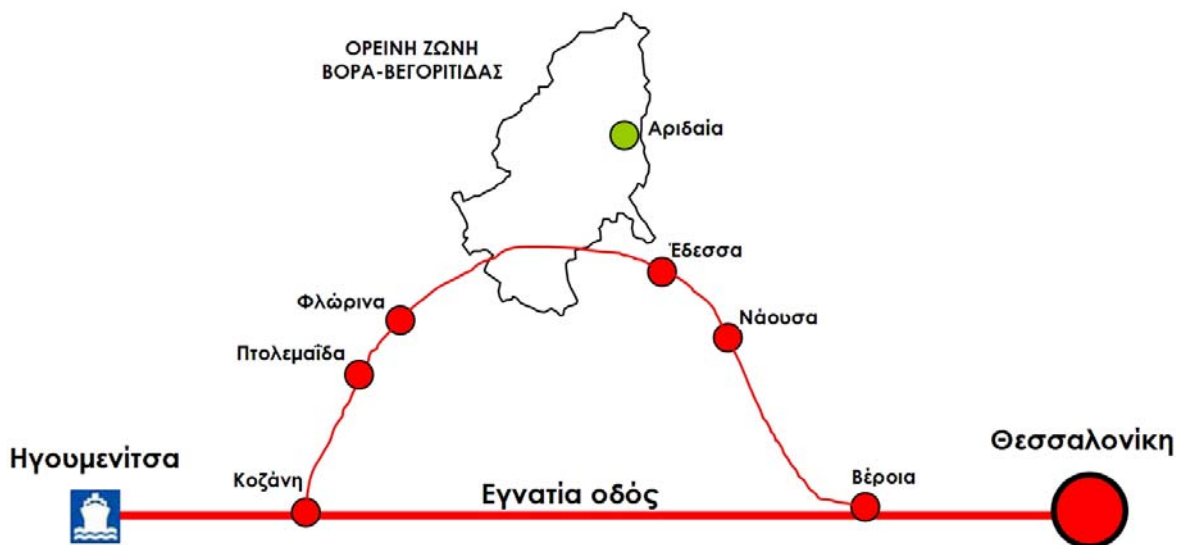 ΟΡΕΙΝΗ ΖΩΝΗ
ΒΟΡΑ-ΒΕΓΟΡΙΤΙΔΑΣ
Αριδαία
Έδεσσα
Φλώρινα
Νάουσα
Πτολεμαΐδα
Θεσσαλονίκη
Ηγουμενίτσα
Κοζάνη
Εγνατία οδός
Βέροια